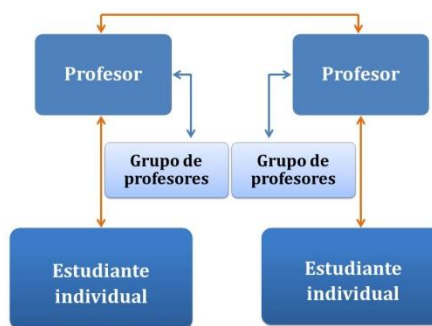 Profesor
Profesor
Grupo de
profesores
Grupo de
profesores
Estudiante
individual
Estudiante
individual